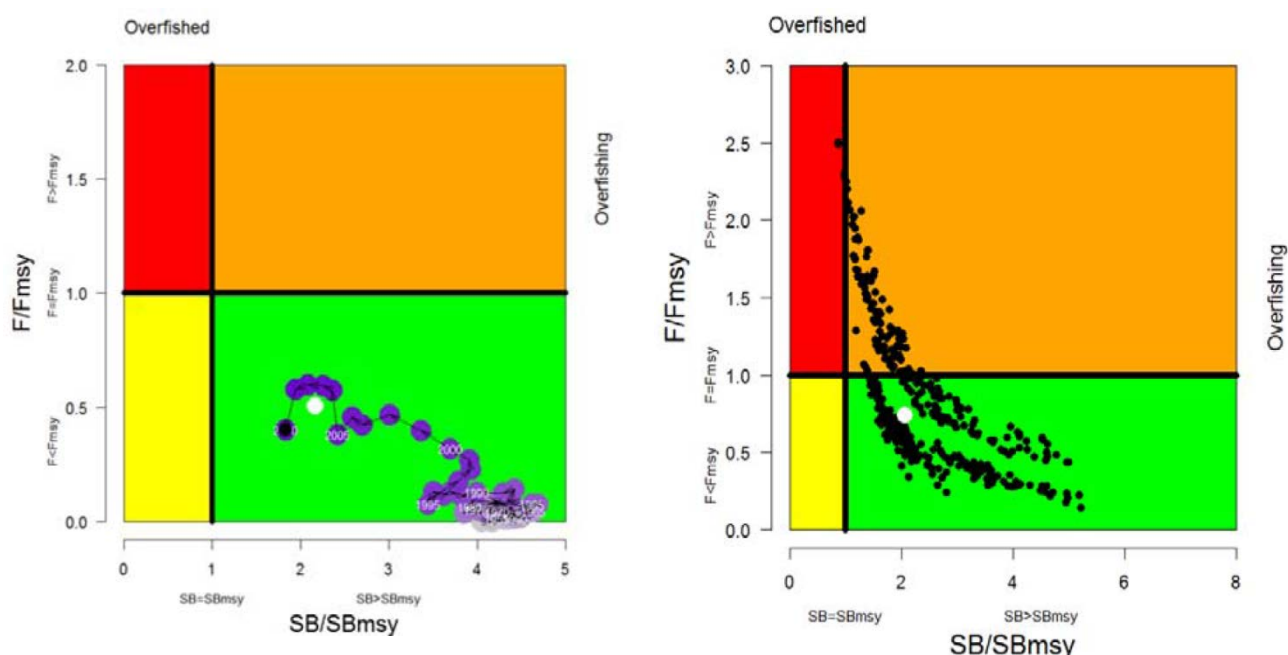 Overfished
2.0
1.5
1.0
0.5
0.0
F/Fmsy
F>Fmsy
F=Fmsy
F<Fmsy
Overfishing
2005
2000
1995
1990
0 1 2 3 4 5
SB=SBmsy SB>SBmsy
SB/SBmsy
Overfished
3.0
2.5
2.0
1.5
1.0
0.5
0.0
F/Fmsy
F>Fmsy
F=Fmsy
F<Fmsy
Overfishing
0 2 4 6 8
SB=SBmsy SB>SBmsy
SB/SBmsy